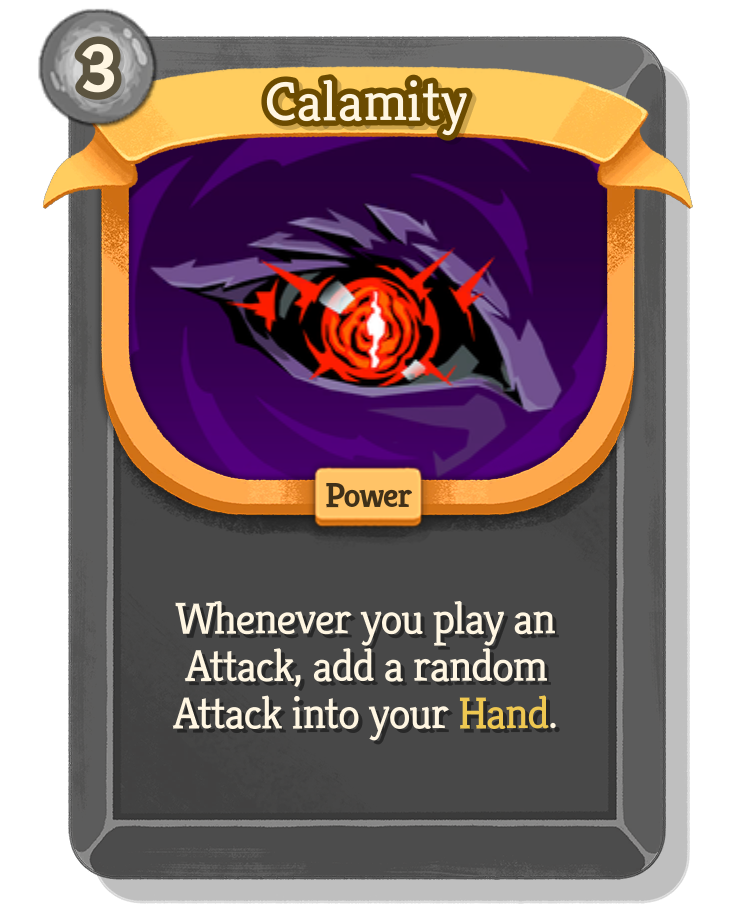 3
Calamity
Power
Whenever you play an
Attack, add a random
Attack into your Hand.